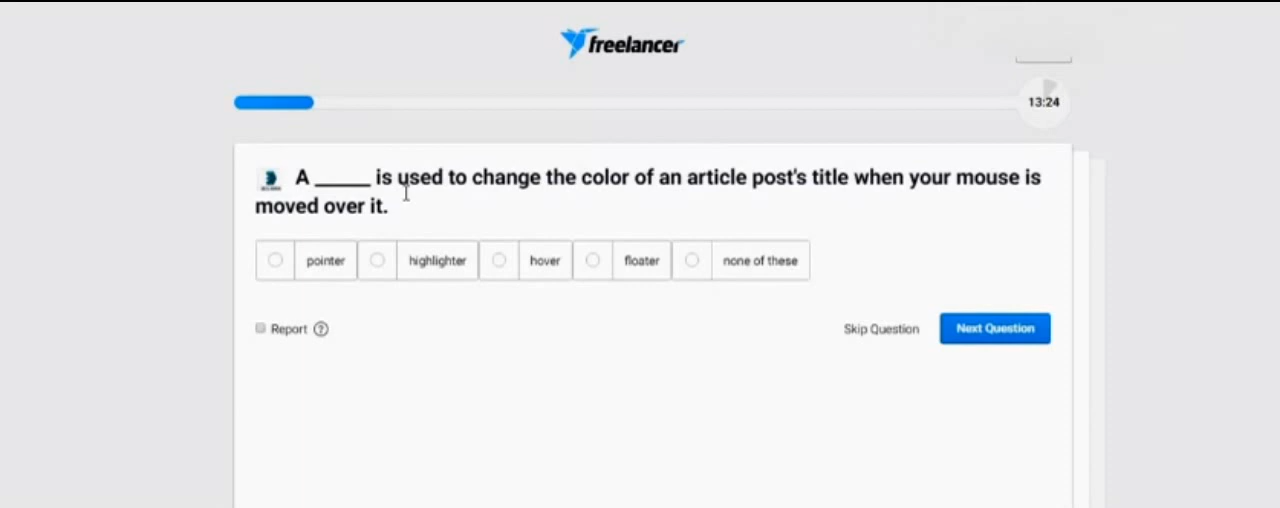 freelancer
13:24
A _____ is used to change the color of an article post's title when your mouse is
moved over it.
pointer highlighter hover floater none of these
Report ? Skip Question Next Question